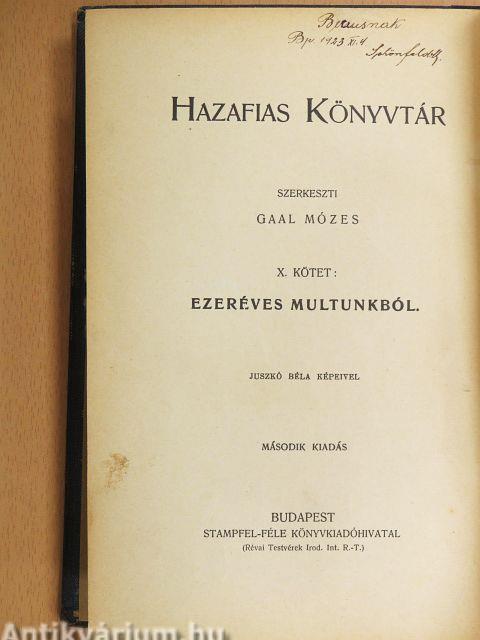 Bp. 1923 XI. 4
HAZAFIAS KÖNYVTÁR
SZERKESZTI
GAAL MÓZES
X. KÖTET:
EZERÉVES MULTUNKBÓL.
JUSZKÓ BÉLA KÉPEIVEL
MÁSODIK KIADÁS
BUDAPEST
STAMPFEL-FÉLE KÖNYVKIADÓHIVATAL
(Révai Testvérek Irod. Int. R.-T.)
Antikvárium.hu